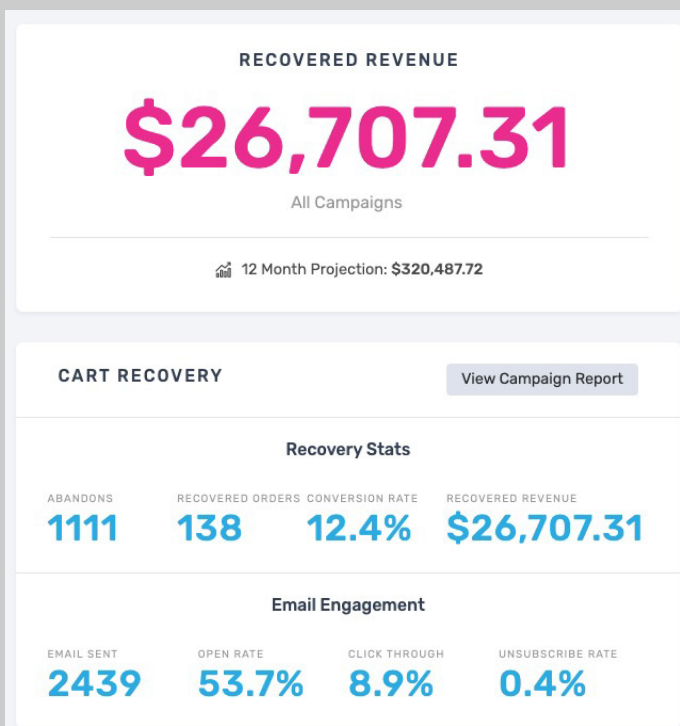 RECOVERED REVENUE
$26,707.31
All Campaigns
12 Month Projection: $320,487.72
CART RECOVERY
View Campaign Report
Recovery Stats
ABANDONS RECOVERED ORDERS CONVERSION RATE RECOVERED REVENUE
1111 138 12.4% $26,707.31
Email Engagement
EMAIL SENT OPEN RATE CLICK THROUGH UNSUBSCRIBE RATE
2439 53.7% 8.9% 0.4%